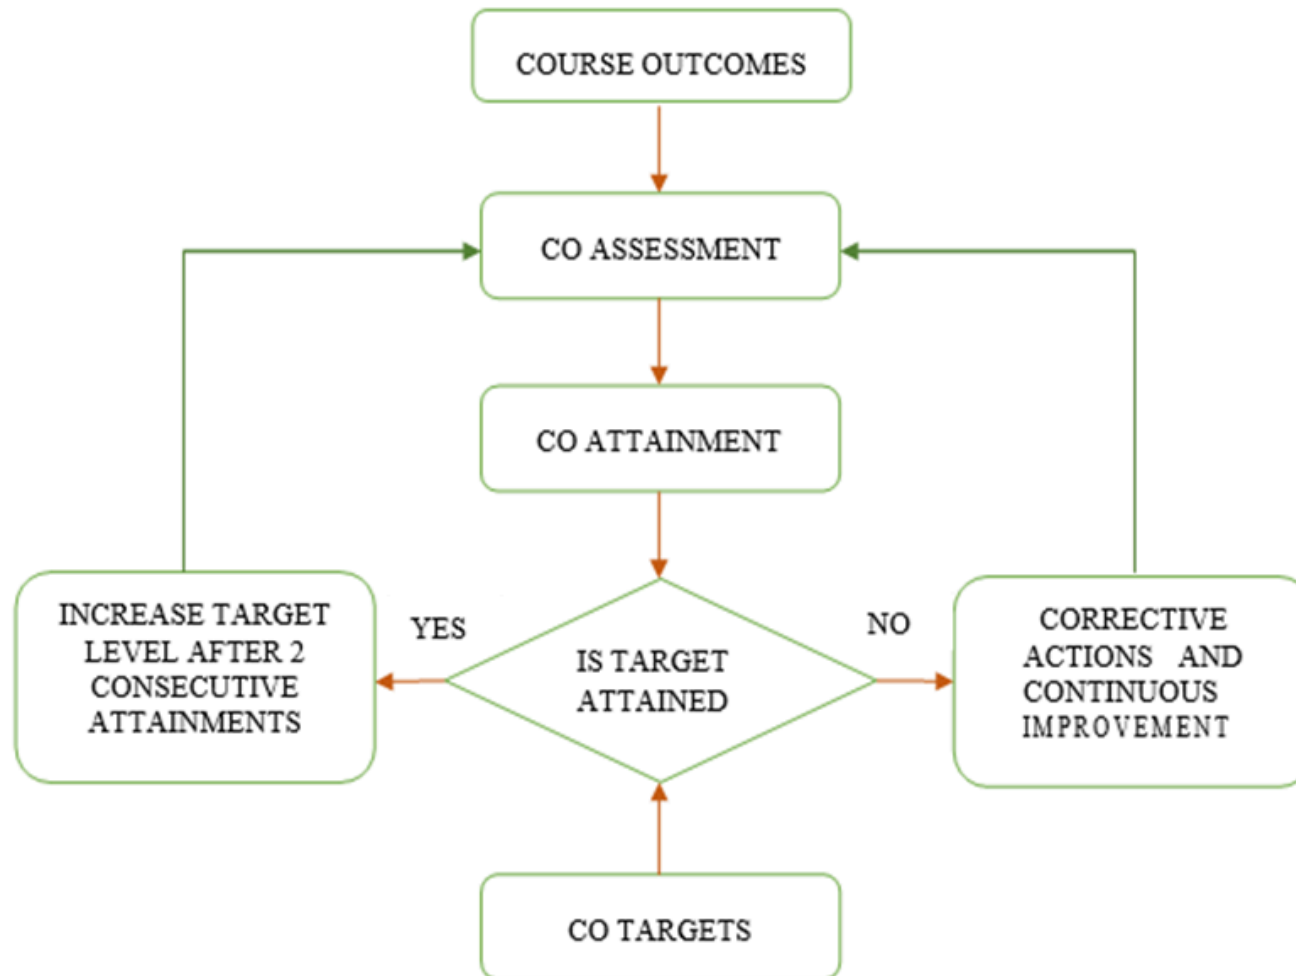 COURSE OUTCOMES
CO ASSESSMENT
CO ATTAINMENT
INCREASE TARGET
LEVEL AFTER 2
CONSECUTIVE
ATTAINMENTS
YES
IS TARGET
ATTAINED
NO
CORRECTIVE
ACTIONS AND
CONTINUOUS
IMPROVEMENT
CO TARGETS